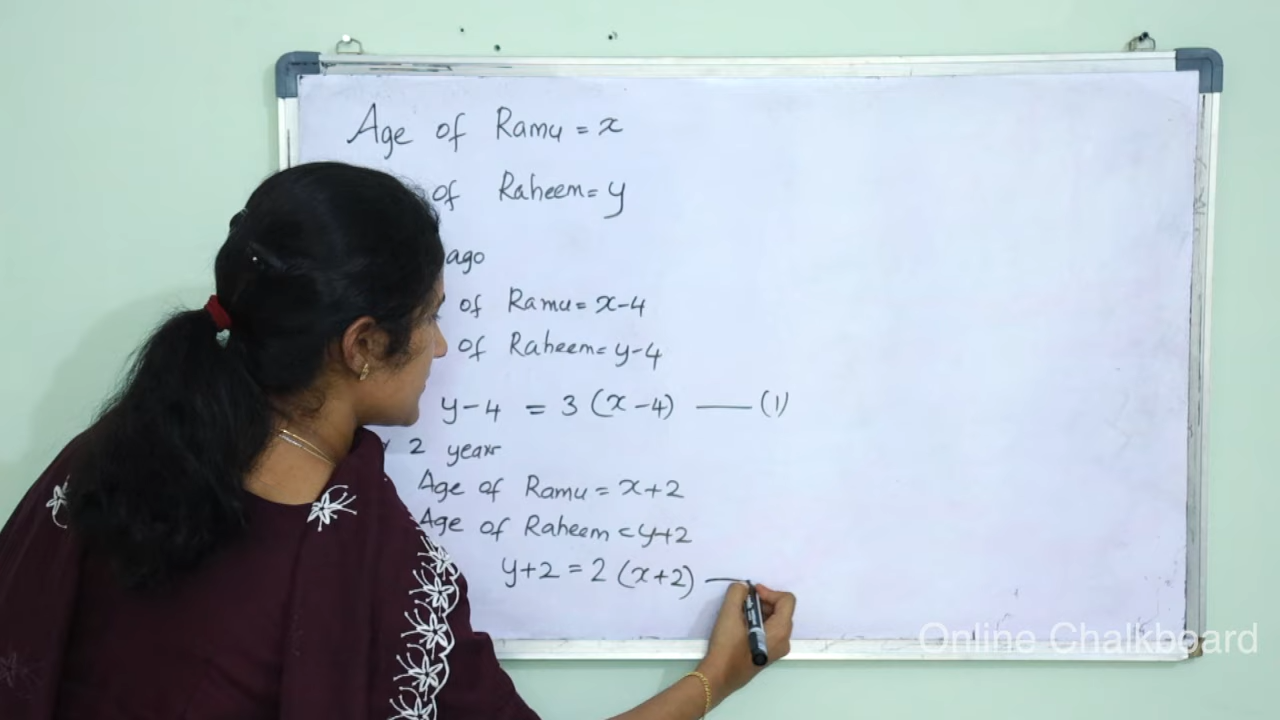 Age of Ramu = x
of Raheem = y
ago
of Ramu = x-4
of Raheem = y-4
y-4 = 3 (x-4) —— (1)
2 years
Age of Ramu = x+2
Age of Raheem = y+2
y+2 = 2 (x+2) —
Online Chalkboard